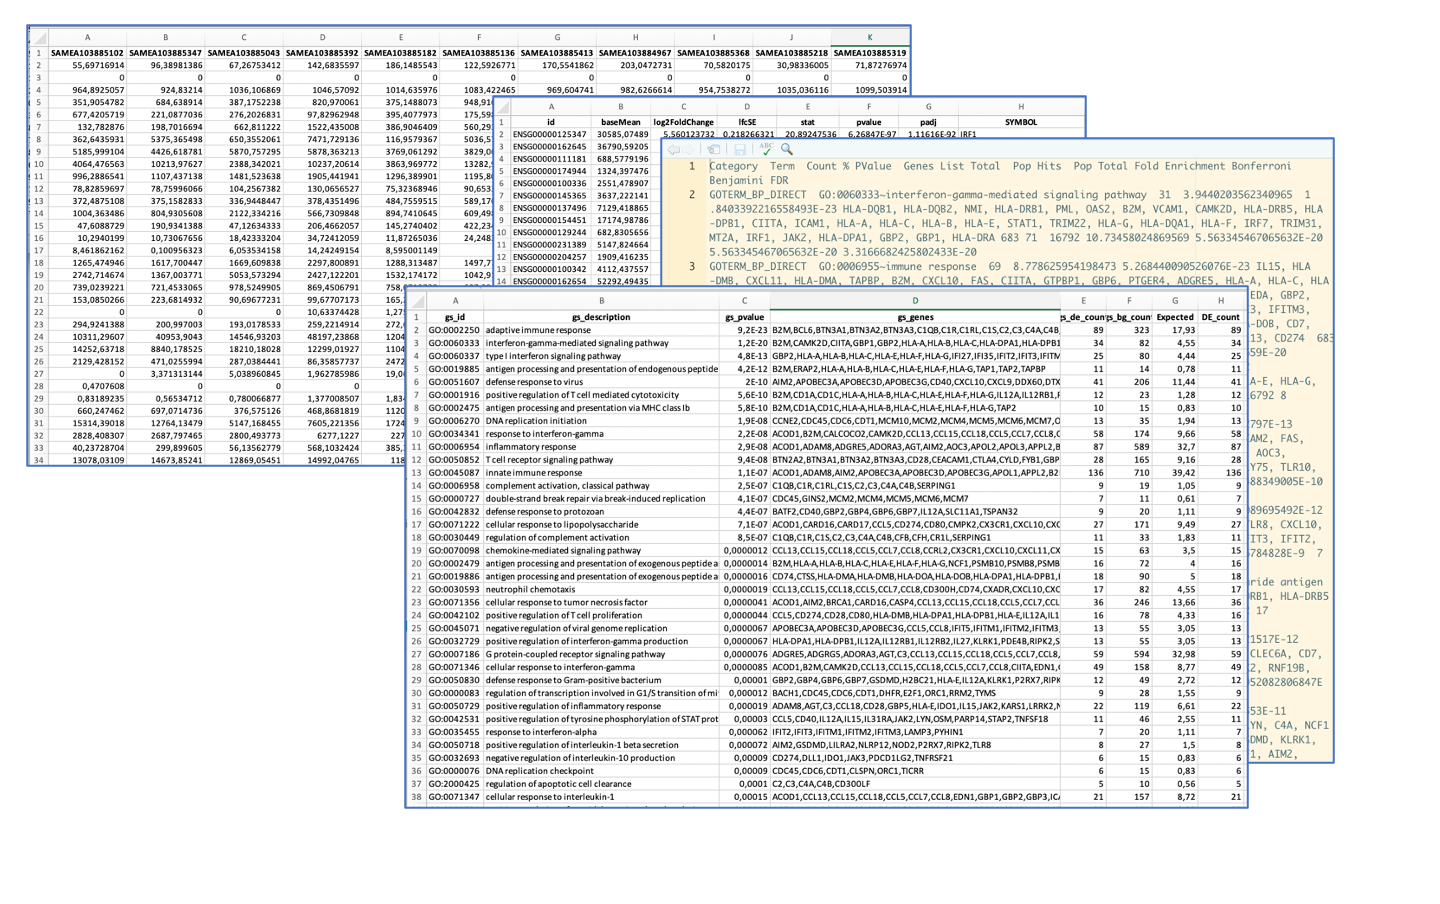 A B C D E F G H I J K
1 SAMEA103885102 SAMEA103885347 SAMEA103885043 SAMEA103885392 SAMEA103885182 SAMEA103885136 SAMEA103885413 SAMEA103884967 SAMEA103885368 SAMEA103885218 SAMEA103885319
2 55,69716914 96,38981386 67,26753412 142,6835597 186,1485543 122,5926771 170,5541862 203,0472731 70,5820175 30,98336005 71,87276974
3 0 0 0 0 0 0 0 0 0 0 0
4 964,8925057 924,83214 1036,106869 1046,57092 1014,635976 1083,422465 969,604741 982,6266614 954,7538272 1035,036116 1099,503914
5 351,9054782 684,638914 387,1752238 820,970061 375,1488073 948,91
6 677,4205719 221,0877036 276,2026831 97,82962798 395,4077973 175,59
7 132,782876 198,7016694 662,811222 1522,435008 386,9046409 560,29
8 362,6435931 375,5365498 650,3552061 7471,729136 116,9579367 5036,5
9 5185,999104 4426,618781 5870,757295 5878,363213 3769,061292 3829,0
10 4064,476563 10213,97627 2388,342021 10237,20614 3863,969772 13282,
11 996,2886541 1107,437138 1481,523638 1905,441941 1296,389901 1195,8
12 78,82859697 78,75996066 104,2567382 130,0656527 75,32368946 90,653
13 372,4875108 375,1582833 336,9448447 378,4351496 484,7559515 589,17
14 1004,363486 804,9305608 2122,334216 566,7309848 894,7410645 609,49
15 47,6088729 190,9341388 47,12634333 206,4662057 145,2740402 422,23
16 10,2940199 10,73067656 18,42333204 34,72412059 11,87265036 24,248
17 8,461862162 0,100956323 6,053534158 14,24249154 8,595001149
18 1265,474946 1617,700447 1669,609838 2297,800891 1288,313487 1497,7
19 2742,714674 1367,003771 5053,573294 2427,122201 1532,174172 1042,9
20 739,0239221 721,4533065 978,5249205 869,4506791 758,
21 153,0850266 223,6814932 90,69677231 99,67707173 165,
22 0 0 0 10,63374428 1,27
23 294,9241388 200,997003 193,0178533 259,2214914 272,
24 10311,29607 40953,9043 14546,93103 48197,23868 1204
25 14252,63718 8840,178525 18210,18028 12299,01927 1104
26 2129,428152 471,0255994 287,0384441 86,35857737 2472
27 0 3,371313144 5,038960845 1,962785986 19,0
28 0,4707608 0 0 0
29 0,83189235 0,56534712 0,780066877 1,377008507 1,83
30 660,247462 697,0714736 376,575126 468,8681819 1120
31 15314,39018 12764,13479 5147,168455 7605,221356 1724
32 2828,408307 2687,797465 2800,493773 6277,1227 227
33 40,23728704 299,899605 56,13562779 568,1032424 385,
34 13078,03109 14673,85241 12869,05451 14992,04765 118
A B C D E F G H
1 id baseMean log2FoldChange lfcSE stat pvalue padj SYMBOL
2 ENSG00000125347 30585,07489 5,560123732 0,218266321 20,89247536 6,26847E-97 1,11616E-92 IRF1
3 ENSG00000162645 36790,59205
4 ENSG00000111181 688,5779196
5 ENSG00000174944 1324,397476
6 ENSG00000100336 2551,478907
7 ENSG00000135965 3637,222141
8 ENSG00000137496 7129,418865
9 ENSG00000154451 17174,98786
10 ENSG00000129244 682,8305656
11 ENSG00000231389 5147,824664
12 ENSG00000204257 1909,416235
13 ENSG00000100342 4112,437557
14 ENSG00000162654 52292,49435
ABC
1 Category Term Count % PValue Genes List Total Pop Hits Pop Total Fold Enrichment Bonferroni
Benjamini FDR
2 GOTERM_BP_DIRECT GO:0060333~interferon-gamma-mediated signaling pathway 31 3.9440203562340965 1
.8403392216558493E-23 HLA-DQB1, HLA-DQB2, NMI, HLA-DRB1, PML, OAS2, B2M, VCAM1, CAMK2D, HLA-DRB5, HLA
-DPB1, CIITA, ICAM1, HLA-A, HLA-C, HLA-B, HLA-E, STAT1, TRIM22, HLA-G, HLA-DQA1, HLA-F, IRF7, TRIM31,
MT2A, IRF1, JAK2, HLA-DPA1, GBP2, GBP1, HLA-DRA 683 71 16792 10.73458024869569 5.563345467065632E-20
5.563345467065632E-20 3.3166682425802433E-20
3 GOTERM_BP_DIRECT GO:0006955~immune response 69 8.778625954198473 5.268440090526076E-23 IL15, HLA
-DMB, CXCL11, HLA-DMA, TAPBP, B2M, CXCL10, FAS, CIITA, GTPBP1, GBP6, PTGER4, ADGRE5, HLA-A, HLA-C, HLA
EDA, GBP2,
, IFITM3,
-DOB, CD7,
13, CD274 683
59E-20
A-E, HLA-G,
6792 8
797E-13
AM2, FAS,
, AOC3,
Y75, TLR10,
88349005E-10
89695492E-12
LR8, CXCL10,
IT3, IFIT2,
5784828E-9 7
ride antigen
RB1, HLA-DRB5
17
1517E-12
CLEC6A, CD7,
2, RNF19B,
52082806847E
53E-11
YN, C4A, NCF1
DMD, KLRK1,
1, AIM2,
A B C D E F G H
1 gs_id gs_description gs_pvalue gs_genes gs_de_count gs_bg_count Expected DE_count
2 GO:0002250 adaptive immune response 9,2E-23 B2M,BCL6,BTN3A1,BTN3A2,BTN3A3,C1QB,C1R,C1RL,C1S,C2,C3,C4A,C4B, 89 323 17,93 89
3 GO:0060333 interferon-gamma-mediated signaling pathway 1,2E-20 B2M,CAMK2D,CIITA,GBP1,GBP2,HLA-A,HLA-B,HLA-C,HLA-DPA1,HLA-DPB1 34 82 4,55 34
4 GO:0060337 type I interferon signaling pathway 4,8E-13 GBP2,HLA-A,HLA-B,HLA-C,HLA-E,HLA-F,HLA-G,IFI27,IFI35,IFIT2,IFIT3,IFITM 25 80 4,44 25
5 GO:0019885 antigen processing and presentation of endogenous peptide 4,2E-12 B2M,ERAP2,HLA-A,HLA-B,HLA-C,HLA-E,HLA-F,HLA-G,TAP1,TAP2,TAPBP 11 14 0,78 11
6 GO:0051607 defense response to virus 2E-10 AIM2,APOBEC3A,APOBEC3D,APOBEC3G,CD40,CXCL10,CXCL9,DDX60,DTX 41 206 11,44 41
7 GO:0001916 positive regulation of T cell mediated cytotoxicity 5,6E-10 B2M,CD1A,CD1C,HLA-A,HLA-B,HLA-C,HLA-E,HLA-F,HLA-G,IL12A,IL12RB1,F 12 23 1,28 12
8 GO:0002475 antigen processing and presentation via MHC class Ib 5,8E-10 B2M,CD1A,CD1C,HLA-A,HLA-B,HLA-C,HLA-E,HLA-F,HLA-G,TAP2 10 15 0,83 10
9 GO:0006270 DNA replication initiation 1,9E-08 CCNE2,CDC45,CDC6,CDT1,MCM10,MCM2,MCM3,MCM4,MCM5,MCM6,MCM7,O 13 35 1,94 13
10 GO:0034341 response to interferon-gamma 2,2E-08 ACOD1,B2M,CALCOCO2,CAMK2D,CCL13,CCL15,CCL18,CCL5,CCL7,CCL8,C 58 174 9,66 58
11 GO:0006954 inflammatory response 2,9E-08 ACOD1,ADAM8,ADGRE5,ADORA3,AGT,AIM2,AOC3,APOL2,APOL3,APOL 87 589 32,7 87
12 GO:0050852 T cell receptor signaling pathway 9,4E-08 BTN2A2,BTN3A1,BTN3A2,BTN3A3,CD28,CEACAM1,CTLA4,CYLD,FYB1,GBP 28 165 9,16 28
13 GO:0045087 innate immune response 1,1E-07 ACOD1,ADAM8,AIM2,APOBEC3A,APOBEC3D,APOBEC3G,APOL1,APPL2,B2 136 710 39,42 136
14 GO:0006958 complement activation, classical pathway 2,5E-07 C1QB,C1R,C1RL,C1S,C2,C3,C4A,C4B,SERPING1 9 19 1,05 9
15 GO:0000727 double-strand break repair via break-induced replication 4,1E-07 CDC45,GINS2,MCM2,MCM4,MCM5,MCM6,MCM7 7 11 0,61 7
16 GO:0042832 defense response to protozoan 4,1E-07 BATF2,CD40,GBP2,GBP4,GBP6,GBP7,IL12A,SLC11A1,TSPAN32 9 20 1,11 9
17 GO:0071222 cellular response to lipopolysaccharide 7,1E-07 ACOD1,CARD16,CARD17,CCL5,CD274,CD80,CMPK2,CX3CR1,CXCL10,CXC 27 171 9,49 27
18 GO:0030449 regulation of complement activation 8,5E-07 C1QB,C1R,C1S,C2,C3,C4A,C4B,CFB,CFH,CR1L,SERPING1 11 33 1,83 11
19 GO:0070098 chemokine-mediated signaling pathway 0,0000012 CCL13,CCL15,CCL18,CCL5,CCL7,CCL8,CCRL2,CX3CR1,CXCL10,CXCL11,CX 15 63 3,5 15
20 GO:0002479 antigen processing and presentation of exogenous peptide a 0,0000014 B2M,HLA-A,HLA-B,HLA-C,HLA-E,HLA-F,HLA-G,NCF1,PSMB10,PSMB8,PSMB 16 72 4 16
21 GO:0019886 antigen processing and presentation of exogenous peptide a 0,0000016 CD74,CTSS,HLA-DMA,HLA-DMB,HLA-DOA,HLA-DOB,HLA-DPA1,HLA-DPB1,I 18 90 5 18
22 GO:0030593 neutrophil chemotaxis 0,0000019 CCL13,CCL15,CCL18,CCL5,CCL7,CCL8,CD300H,CD74,CXADR,CXCL10,CXC 17 82 4,55 17
23 GO:0071356 cellular response to tumor necrosis factor 0,0000041 ACOD1,AIM2,BRCA1,CARD16,CASP4,CCL13,CCL15,CCL18,CCL5,CCL7,CCL 36 246 13,66 36
24 GO:0042102 positive regulation of T cell proliferation 0,0000044 CCL5,CD274,CD28,CD80,HLA-DMB,HLA-DPA1,HLA-DPB1,HLA-E,IL12A,IL1 16 78 4,33 16
25 GO:0045071 negative regulation of viral genome replication 0,0000067 APOBEC3A,APOBEC3D,APOBEC3G,CCL5,CCL8,IFIT5,IFITM1,IFITM2,IFITM3, 13 55 3,05 13
26 GO:0032729 positive regulation of interferon-gamma production 0,0000067 HLA-DPA1,HLA-DPB1,IL12A,IL12RB1,IL12RB2,IL27,KLRK1,PDE4B,RIPK2,S 13 55 3,05 13
27 GO:0007186 G protein-coupled receptor signaling pathway 0,0000076 ADGRE5,ADGRG5,ADORA3,AGT,C3,CCL13,CCL15,CCL18,CCL5,CCL7,CCL8, 59 594 32,98 59
28 GO:0071346 cellular response to interferon-gamma 0,0000085 ACOD1,B2M,CAMK2D,CCL13,CCL15,CCL18,CCL5,CCL7,CCL8,CIITA,EDN1, 49 158 8,77 49
29 GO:0050830 defense response to Gram-positive bacterium 0,00001 GBP2,GBP4,GBP6,GBP7,GSDMD,H2BC21,HLA-E,IL12A,KLRK1,P2RX7,RIPK 12 49 2,72 12
30 GO:0000083 regulation of transcription involved in G1/S transition of mi 0,000012 BACH1,CDC45,CDC6,CDT1,DHFR,E2F1,ORC1,RRM2,TYMS 9 28 1,55 9
31 GO:0050729 positive regulation of inflammatory response 0,000019 ADAM8,AGT,C3,CCL18,CD28,GBP5,HLA-E,IDO1,IL15,JAK2,KARS1,LRRK2,N 22 119 6,61 22
32 GO:0042531 positive regulation of tyrosine phosphorylation of STAT prot 0,00003 CCL5,CD40,IL12A,IL15,IL31RA,JAK2,LYN,OSM,PARP14,STAP2,TNFSF18 11 46 2,55 11
33 GO:0035455 response to interferon-alpha 0,000062 IFIT2,IFIT3,IFITM1,IFITM2,IFITM3,LAMP3,PYHIN1 7 20 1,11 7
34 GO:0050718 positive regulation of interleukin-1 beta secretion 0,000072 AIM2,GSDMD,LILRA2,NLRP12,NOD2,P2RX7,RIPK2,TLR8 8 27 1,5 8
35 GO:0032693 negative regulation of interleukin-10 production 0,00009 CD274,DLL1,IDO1,JAK3,PDCD1LG2,TNFRSF21 6 15 0,83 6
36 GO:0000076 DNA replication checkpoint 0,00009 CDC45,CDC6,CDT1,CLSPN,ORC1,TICRR 6 15 0,83 6
37 GO:2000425 regulation of apoptotic cell clearance 0,0001 C2,C3,C4A,C4B,CD300LF 5 10 0,56 5
38 GO:0071347 cellular response to interleukin-1 0,00015 ACOD1,CCL13,CCL15,CCL18,CCL5,CCL7,CCL8,EDN1,GBP1,GBP2,GBP3,ICA 21 157 8,72 21